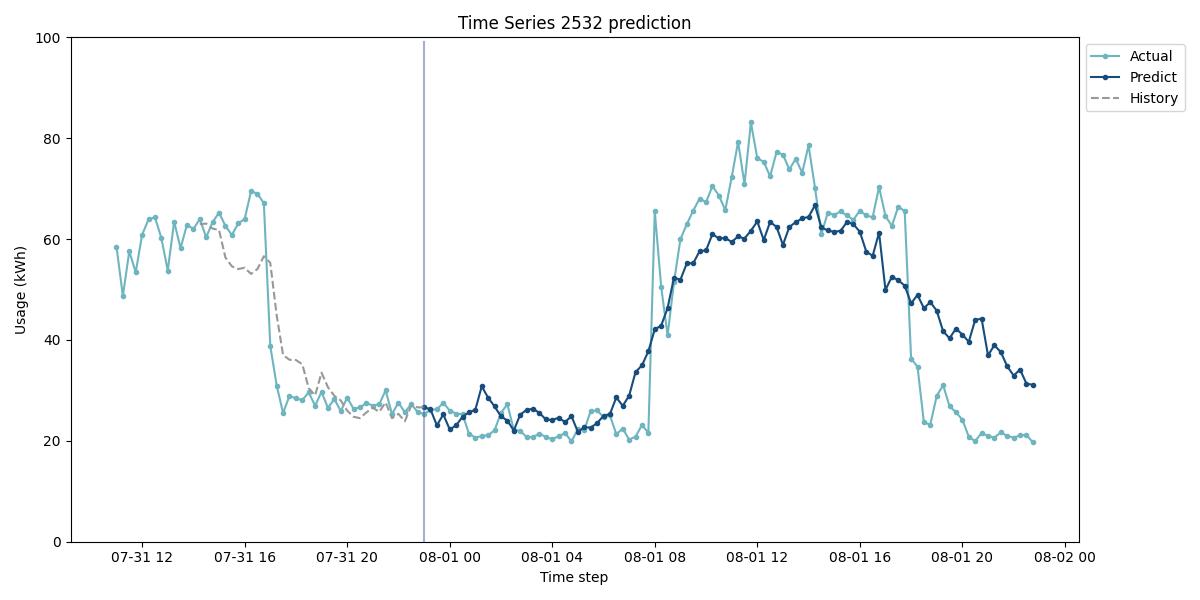 Time Series 2532 prediction
100
80
60
40
20
0
Usage (kWh)
07-31 12
07-31 16
07-31 20
08-01 00
08-01 04
08-01 08
08-01 12
08-01 16
08-01 20
08-02 00
Time step
Actual
Predict
History